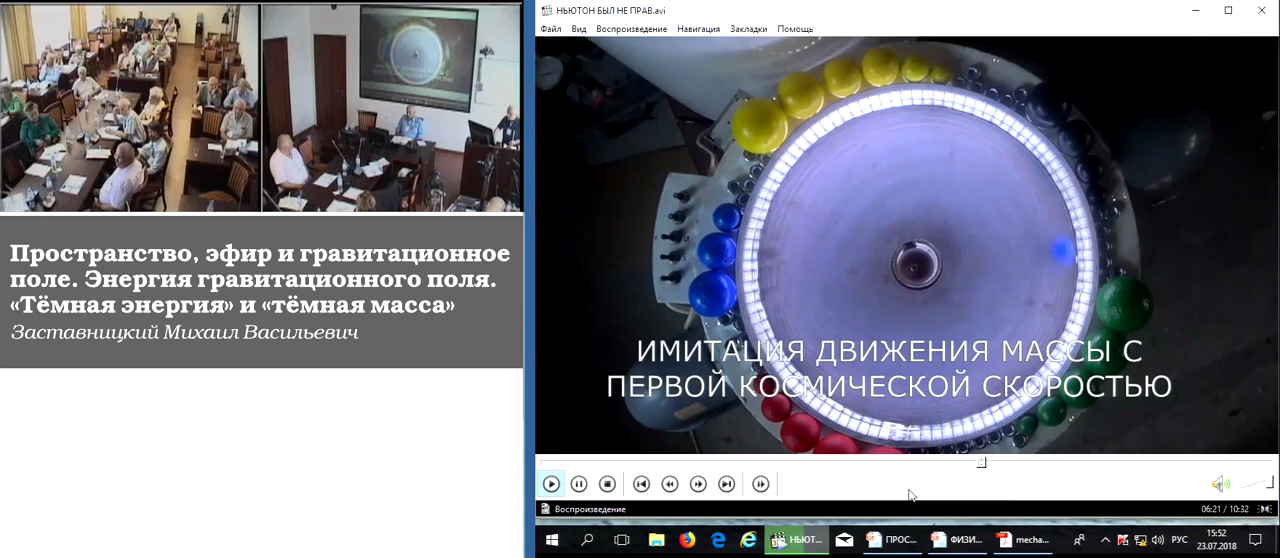 Пространство, эфир и гравитационное
поле. Энергия гравитационного поля.
«Тёмная энергия» и «тёмная масса»
Заставницкий Михаил Васильевич
НЬЮТОН БЫЛ НЕ ПРАВ.avi
Файл Вид Воспроизведение Навигация Закладки Помощь
ИМИТАЦИЯ ДВИЖЕНИЯ МАССЫ С
ПЕРВОЙ КОСМИЧЕСКОЙ СКОРОСТЬЮ
Воспроизведение
06:21 / 10:32
НЬЮТ...
ПРОС...
ФИЗИ...
mecha...
РУС
15:52
23.07.2018